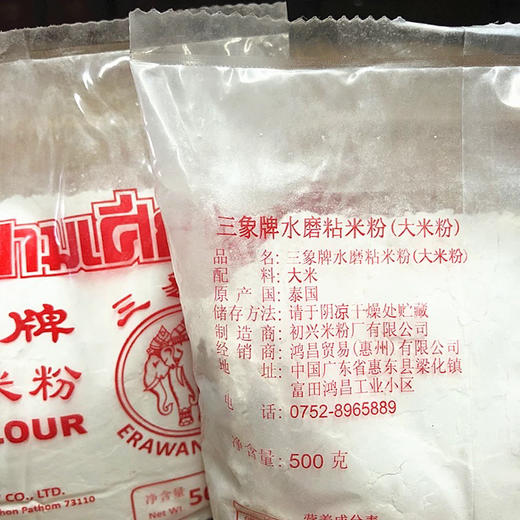 三象牌水磨粘米粉(大米粉)
品 名: 三象牌水磨粘米粉(大米粉)
配 料: 大米
原 产 国: 泰国
储存方法: 请于阴凉干燥处贮藏
制 造 商: 初兴米粉厂有限公司
经 销 商: 鸿昌贸易(惠州)有限公司
地 址: 中国广东省惠东县梁化镇
富田鸿昌工业小区
电 话: 0752-8965889
净含量: 500 克
牌
米粉
LOUR
三
ERAWAN
CO., LTD.
Pathom 73110
净含量
Net W